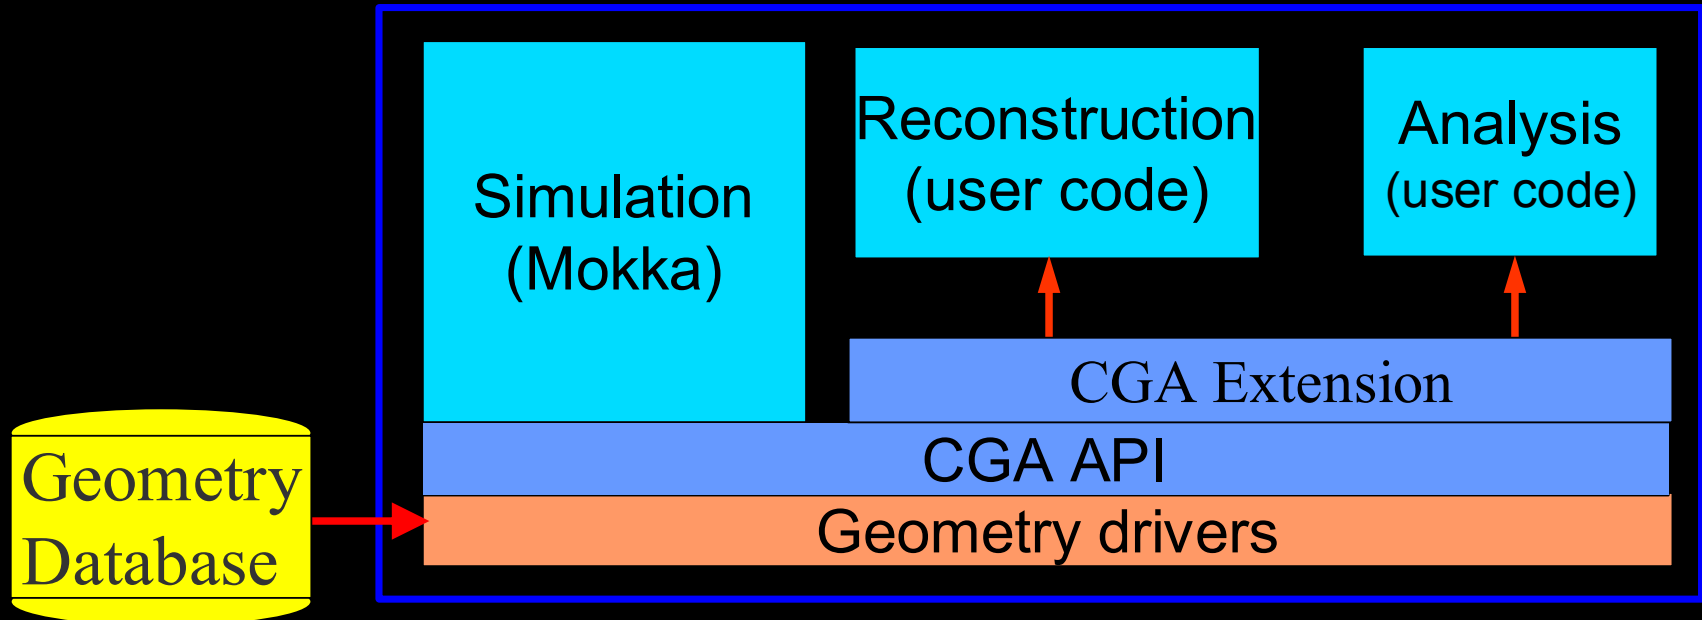 Simulation
(Mokka)
Reconstruction
(user code)
Analysis
(user code)
CGA Extension
CGA API
Geometry drivers
Geometry
Database